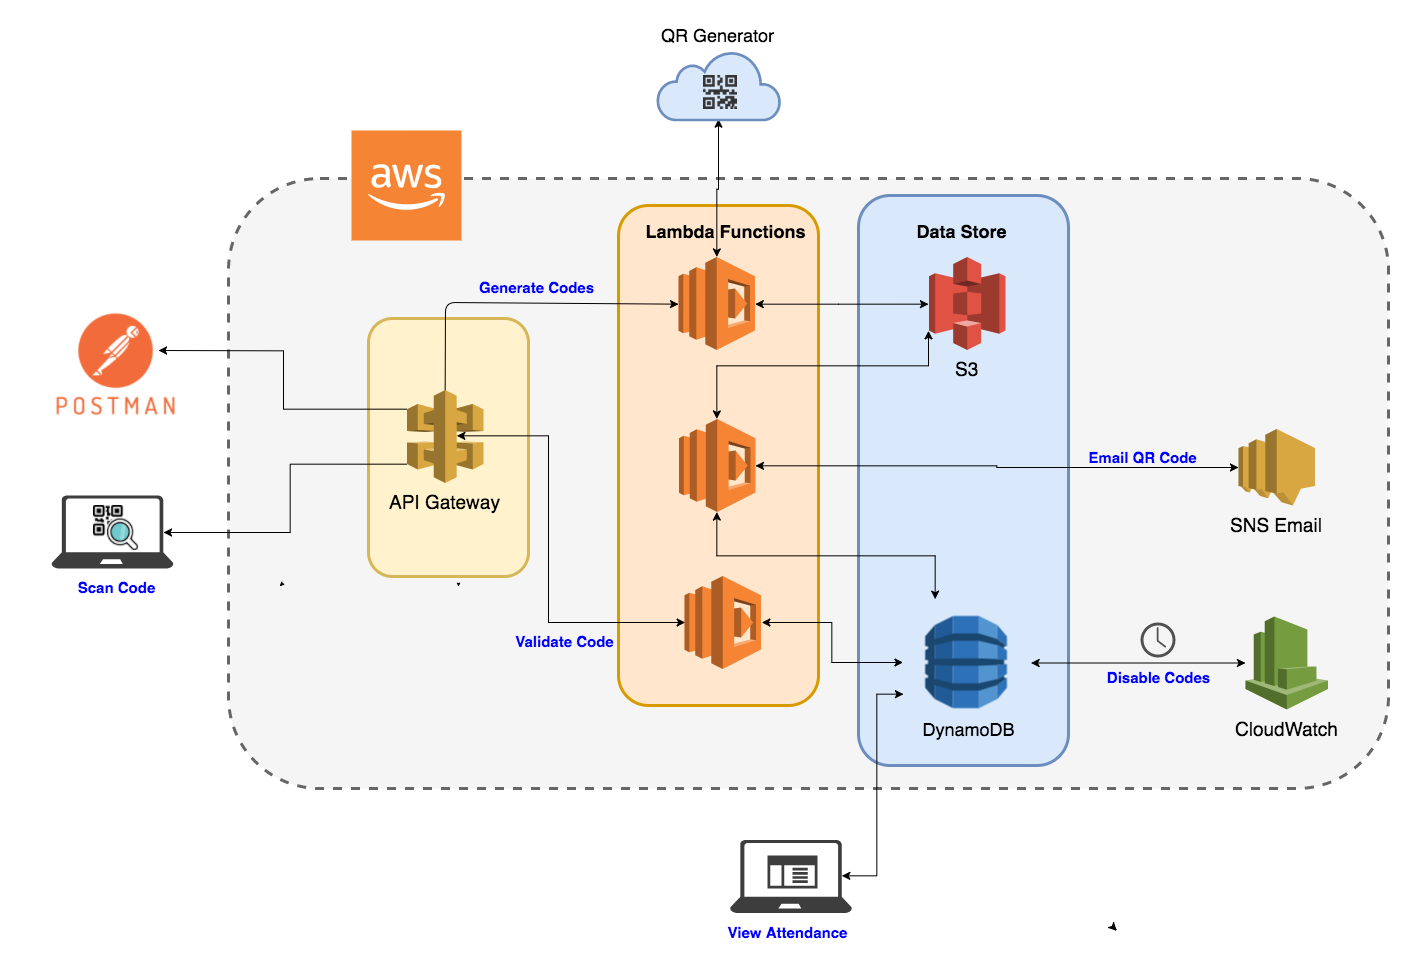 QR Generator
aws
Lambda Functions
Data Store
Generate Codes
S3
POSTMAN
Email QR Code
API Gateway
SNS Email
Scan Code
Validate Code
Disable Codes
DynamoDB
CloudWatch
View Attendance